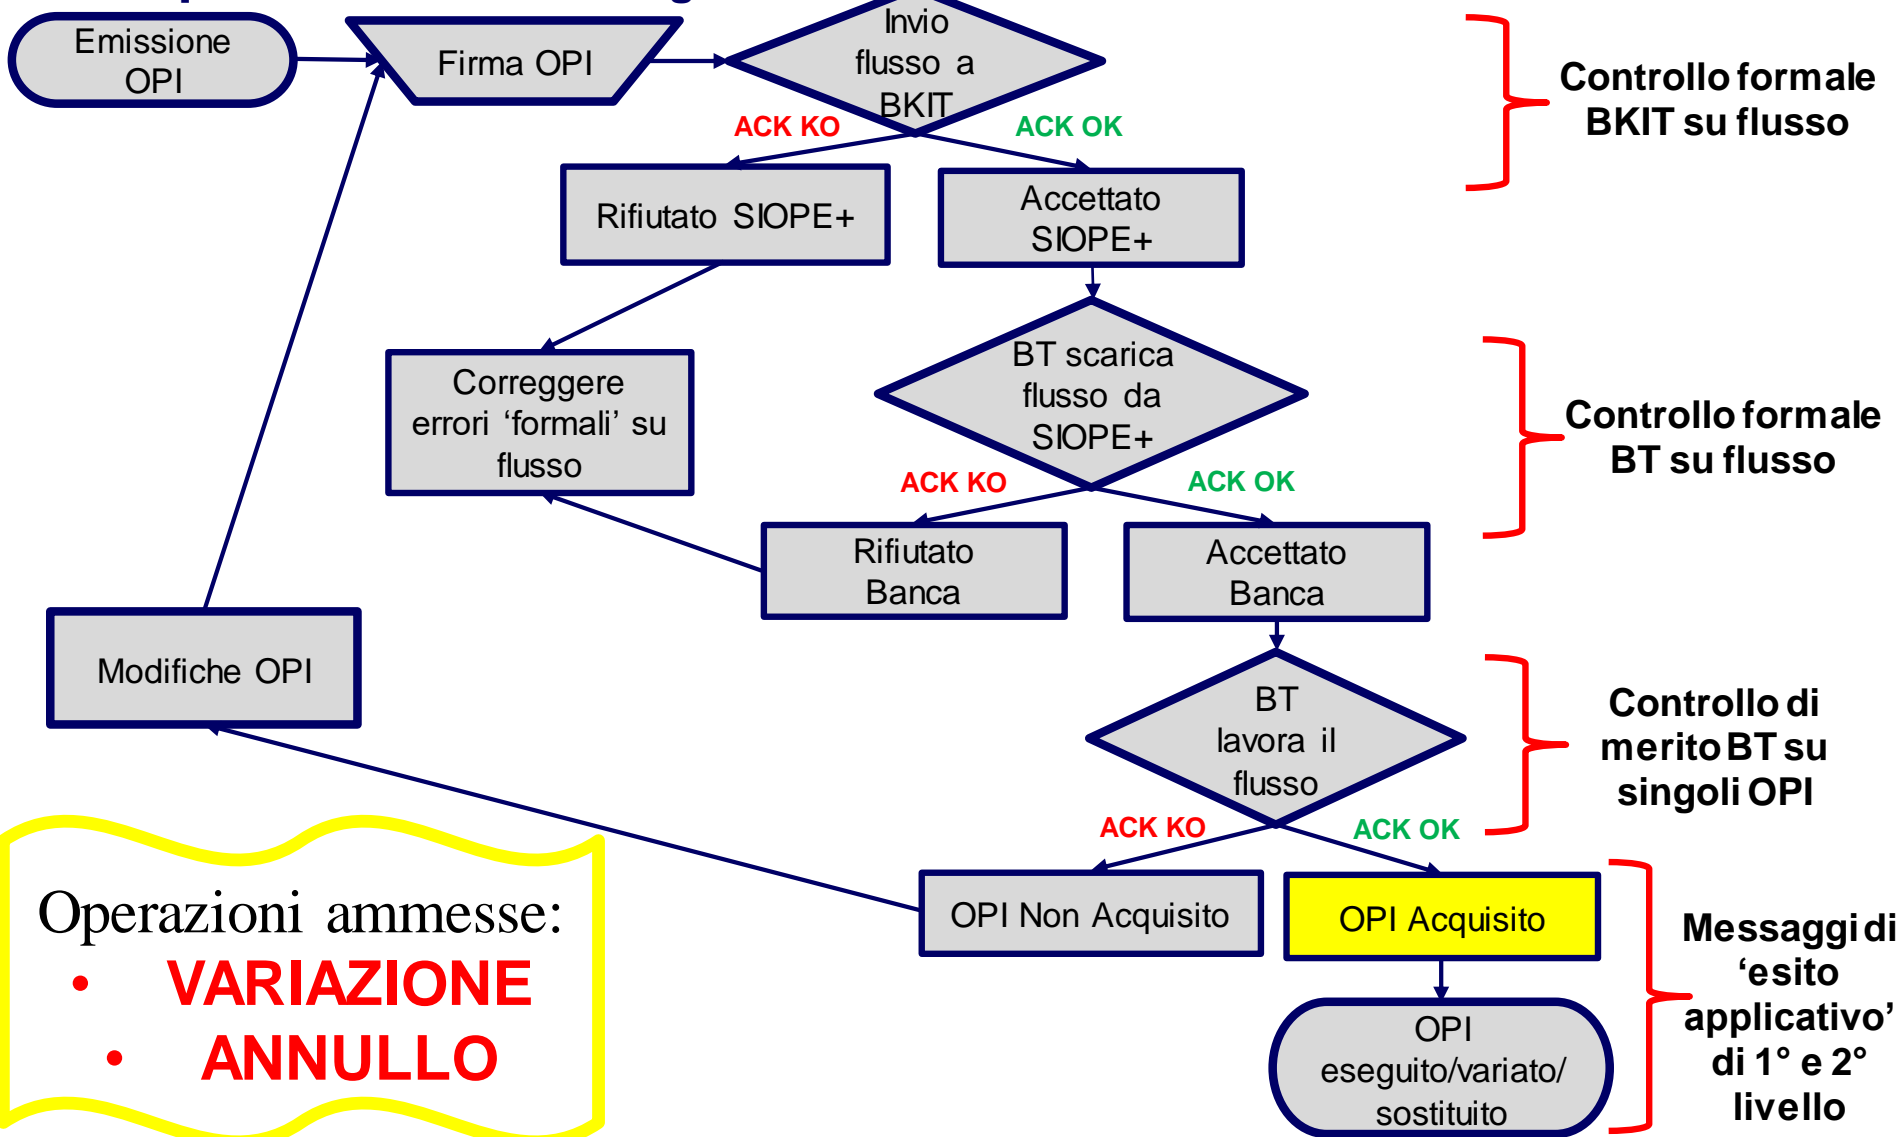 Emissione
OPI
Firma OPI
Invio
flusso a
BKIT
Controllo formale
BKIT su flusso
ACK KO
ACK OK
Rifiutato SIOPE+
Accettato
SIOPE+
Correggere
errori ‘formali’ su
flusso
BT scarica
flusso da
SIOPE+
Controllo formale
BT su flusso
ACK KO
ACK OK
Rifiutato
Banca
Accettato
Banca
Modifiche OPI
BT
lavora il
flusso
Controllo di
merito BT su
singoli OPI
ACK KO
ACK OK
OPI Non Acquisito
OPI Acquisito
Messaggi di
‘esito
applicativo’
di 1° e 2°
livello
OPI
eseguito/variato/
sostituito
Operazioni ammesse:
• VARIAZIONE
• ANNULLO